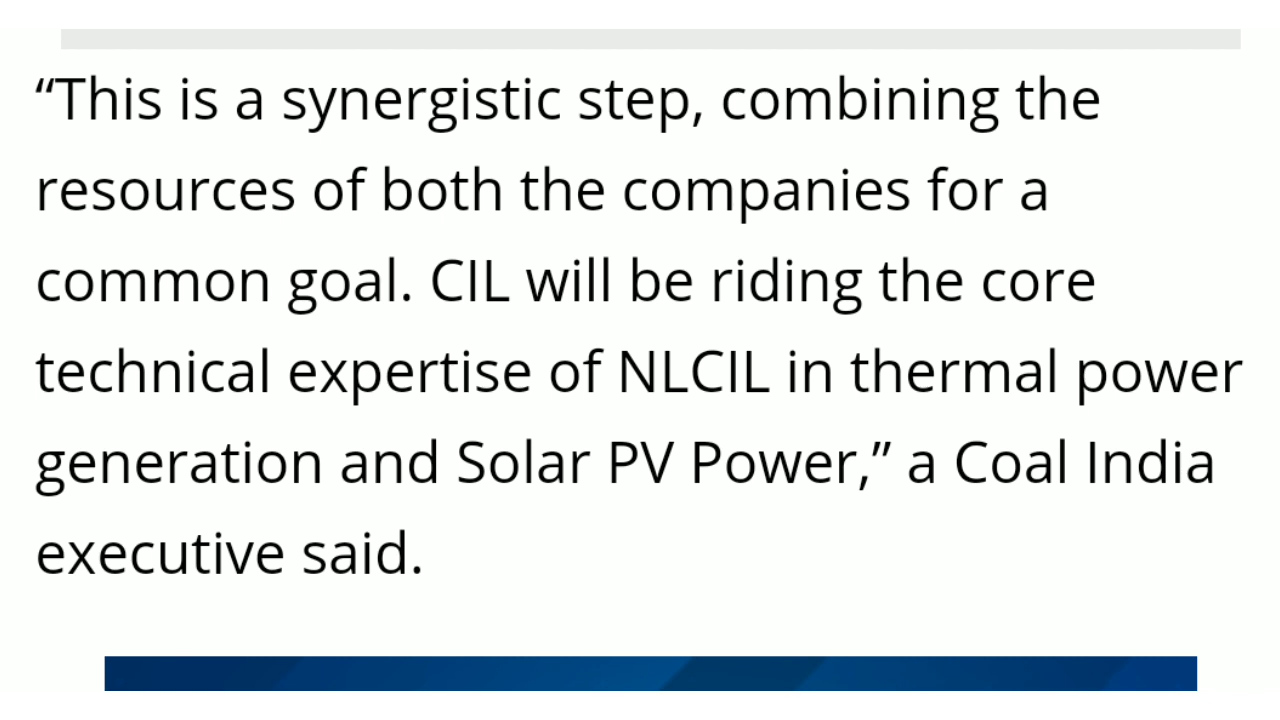 “This is a synergistic step, combining the
resources of both the companies for a
common goal. CIL will be riding the core
technical expertise of NLCIL in thermal power
generation and Solar PV Power,” a Coal India
executive said.